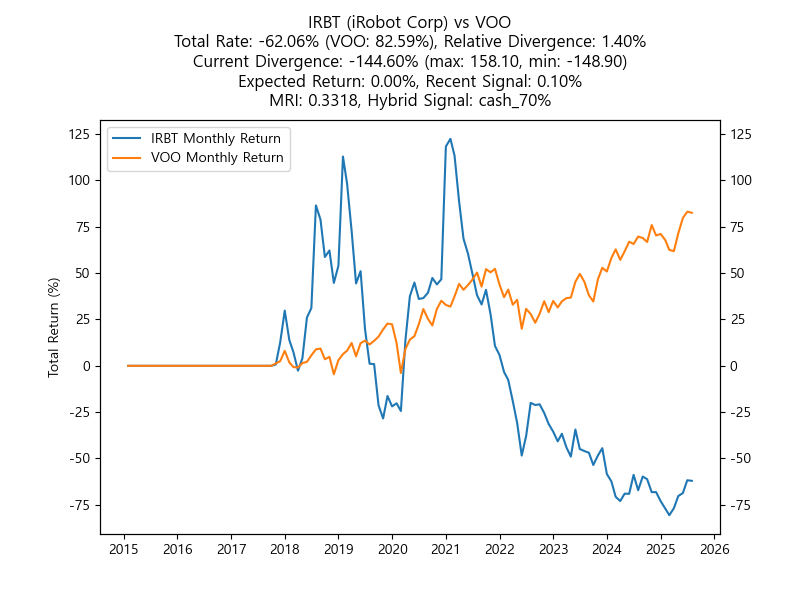 IRBT (iRobot Corp) vs VOO
Total Rate: -62.06% (VOO: 82.59%), Relative Divergence: 1.40%
Current Divergence: -144.60% (max: 158.10, min: -148.90)
Expected Return: 0.00%, Recent Signal: 0.10%
MRI: 0.3318, Hybrid Signal: cash_70%
IRBT Monthly Return
VOO Monthly Return
Total Return (%)
125
100
75
50
25
0
-25
-50
-75
125
100
75
50
25
0
-25
-50
-75
2015 2016 2017 2018 2019 2020 2021 2022 2023 2024 2025 2026